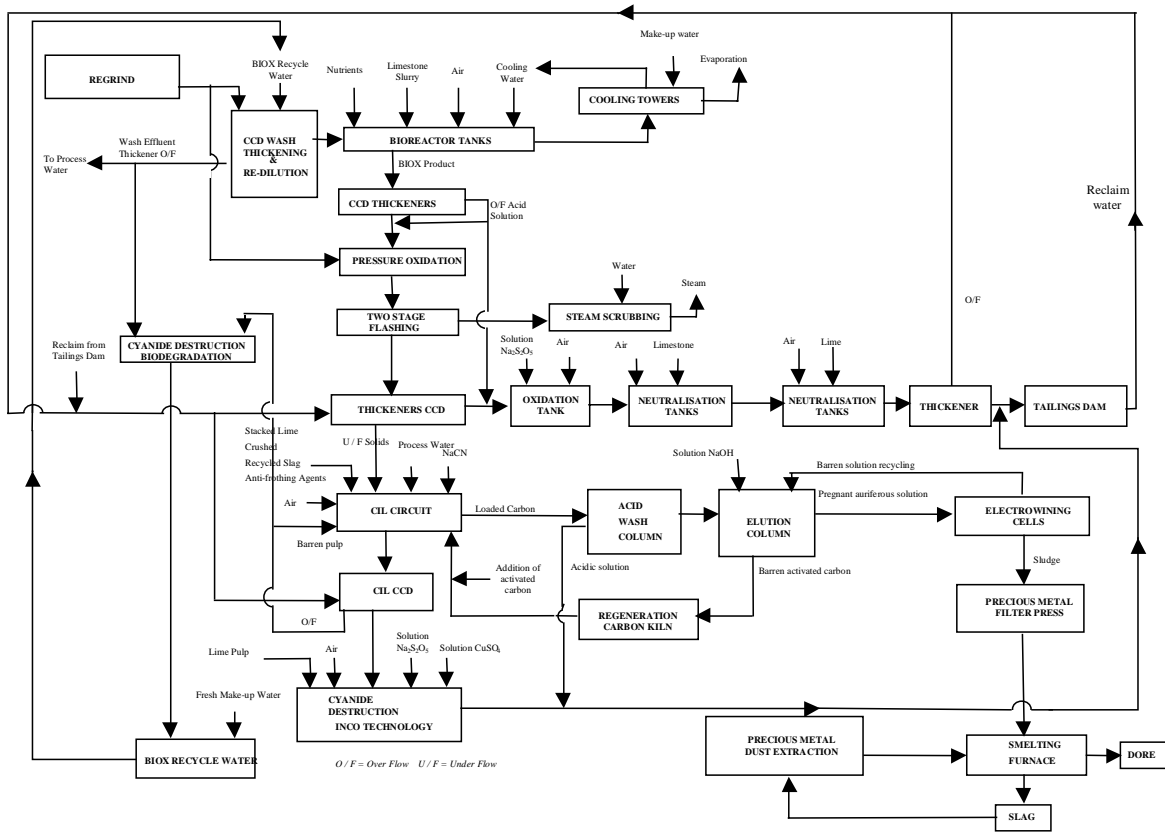 Make-up water
Evaporation
BIOX Recycle
Water
Nutrients
Limestone
Slurry
Air
Cooling
Water
REGRIND
COOLING TOWERS
CCD WASH
THICKENING
&
RE-DILUTION
BIOREACTOR TANKS
Wash Effluent
Thickener O/F
To Process
Water
BIOX Product
CCD THICKENERS
O/F Acid
Solution
Reclaim
water
PRESSURE OXIDATION
Water
Steam
O/F
TWO STAGE
FLASHING
STEAM SCRUBBING
CYANIDE DESTRUCTION
BIODEGRADATION
Reclaim from
Tailings Dam
Solution
Na2S2O5
Air
Air
Limestone
Air
Lime
THICKENERS CCD
OXIDATION
TANK
NEUTRALISATION
TANKS
NEUTRALISATION
TANKS
THICKENER
TAILINGS DAM
Stacked Lime
Crushed
Recycled Slag
Anti-frothing Agents
U / F Solids
Process Water
NaCN
Solution NaOH
Barren solution recycling
Air
CIL CIRCUIT
Loaded Carbon
ACID
WASH
COLUMN
ELUTION
COLUMN
Pregnant auriferous solution
ELECTROWINING
CELLS
Barren pulp
Sludge
CIL CCD
Addition of
activated
carbon
Acidic solution
Barren activated carbon
O/F
REGENERATION
CARBON KILN
PRECIOUS METAL
FILTER PRESS
Lime Pulp
Air
Solution
Na2S2O5
Solution CuSO4
Fresh Make-up Water
CYANIDE
DESTRUCTION
INCO TECHNOLOGY
BIOX RECYCLE WATER
O / F = Over Flow U / F = Under Flow
PRECIOUS METAL
DUST EXTRACTION
SMELTING
FURNACE
DORE
SLAG